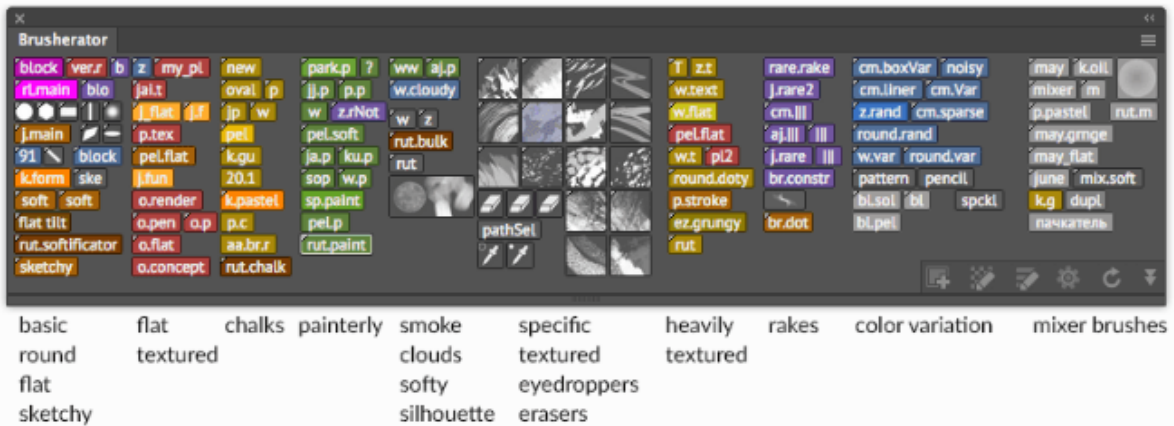 Brusherator
block ver.r b
rl.main blo
j.main
91 block
k.form ske
soft soft
flat tilt
rut.softificator
sketchy
z my_pl
jai.t
j_flat j.f
p.tex
pel.flat
j.fun
o.render
o.pen o.p
o.flat
o.concept
new
oval p
jp w
pel
k.gu
20.1
k.pastel
p.c
aa.br.r
rut.chalk
park.p ?
jj.p p.p
w z.rNot
pel.soft
ja.p ku.p
sop w.p
sp.paint
pel.p
rut.paint
ww aj.p
w.cloudy
w z
rut.bulk
rut
pathSel
T z.t
w.text
w.flat
pel.flat
w.t pl2
round.doty
p.stroke
ez.grungy
rut
rare.rake
j.rare2
cm.|||
aj.||| |||
j.rare |||
br.constr
br.dot
cm.boxVar noisy
cm.liner cm.Var
z.rand cm.sparse
round.rand
w.var round.var
pattern pencil
bl.sol bl spckl
bl.pel
may k.oil
mixer m
p.pastel rut.m
may.grnge
may_flat
june mix.soft
k.g dupl
пачкатель
basic flat chalks painterly smoke specific heavily rakes color variation mixer brushes
round textured clouds textured textured
flat softy eyedroppers
sketchy silhouette erasers